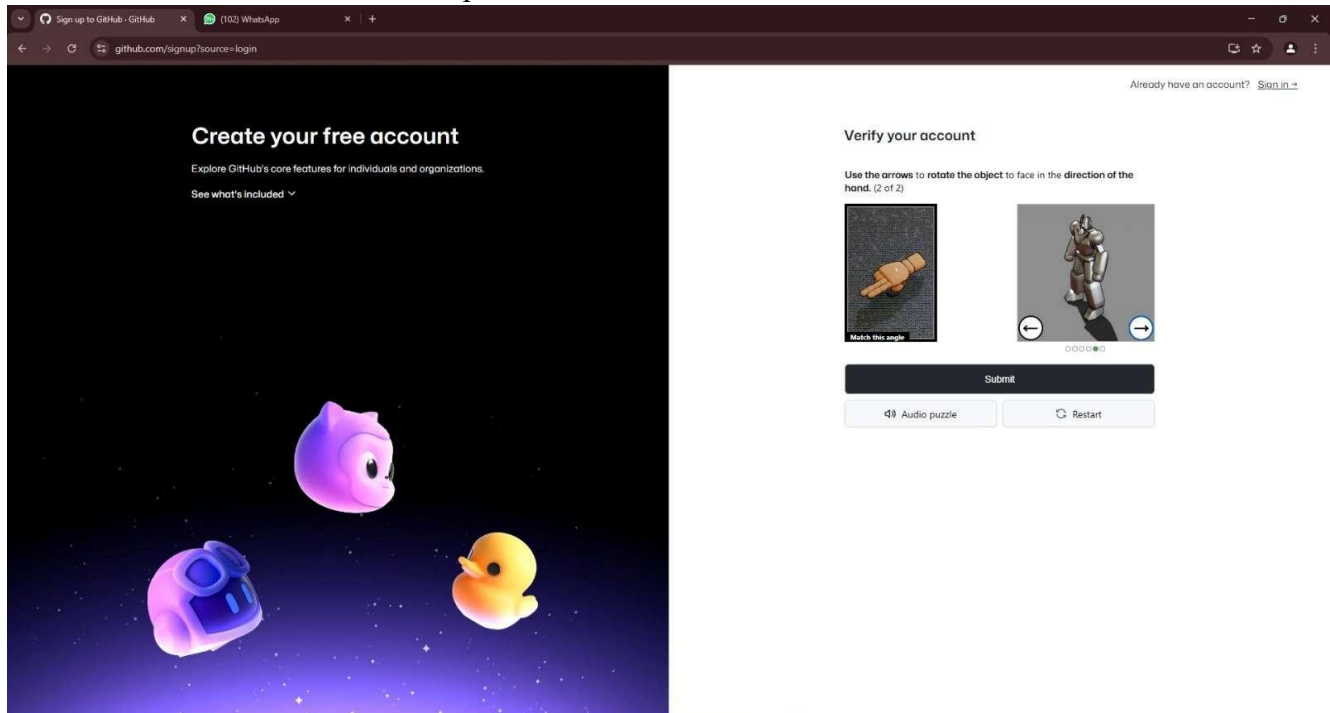 Sign up to GitHub · GitHub
(102) WhatsApp
github.com/signup?source=login
Already have an account? Sign in →
Create your free account
Explore GitHub's core features for individuals and organizations.
See what's included
Verify your account
Use the arrows to rotate the object to face in the direction of the
hand. (2 of 2)
Match this angle
Submit
Audio puzzle
Restart